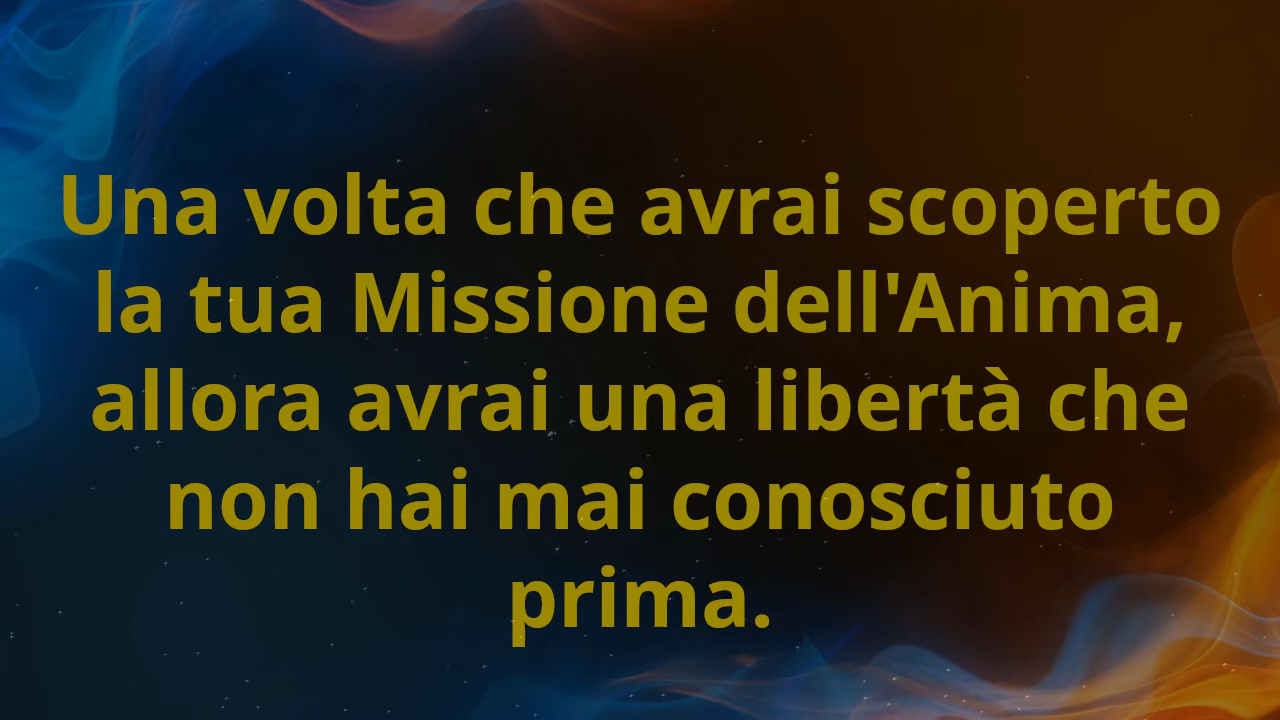 Una volta che avrai scoperto
la tua Missione dell'Anima,
allora avrai una libertà che
non hai mai conosciuto
prima.